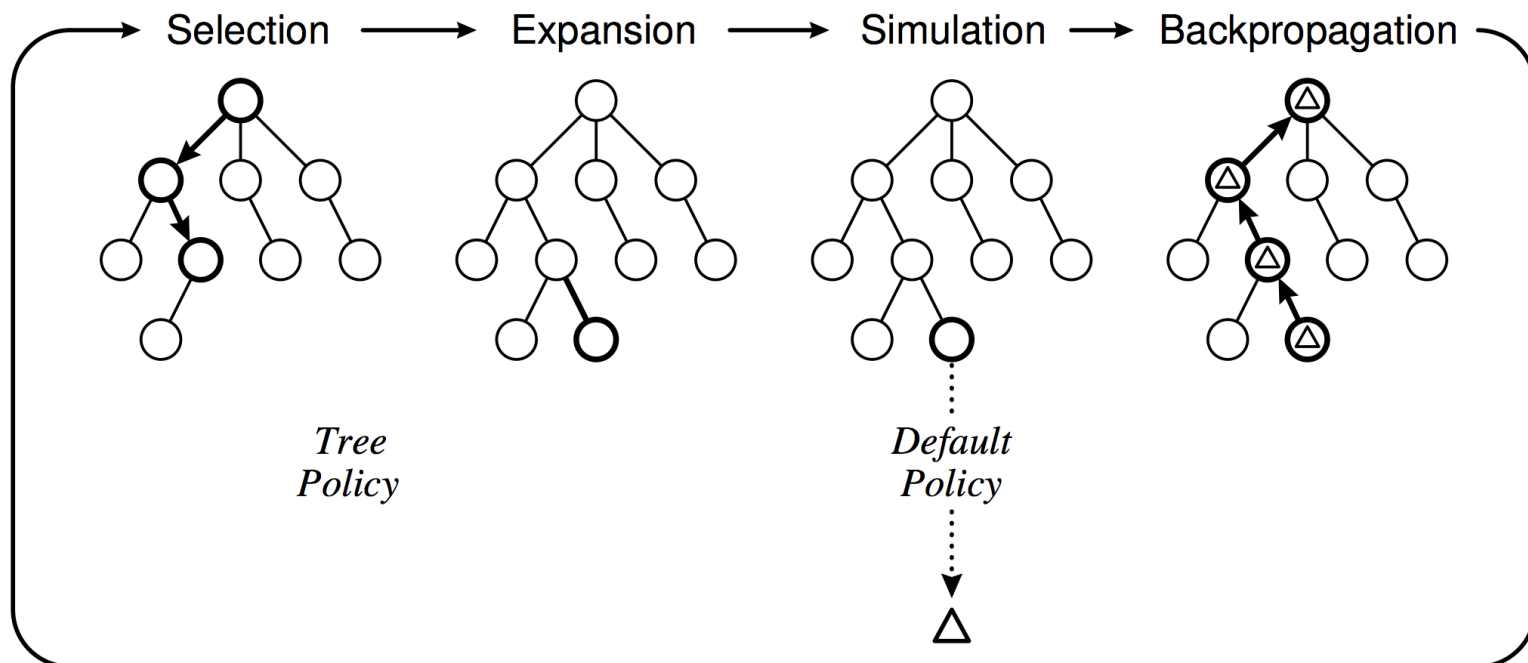 Selection Expansion Simulation Backpropagation
Tree
Policy
Default
Policy